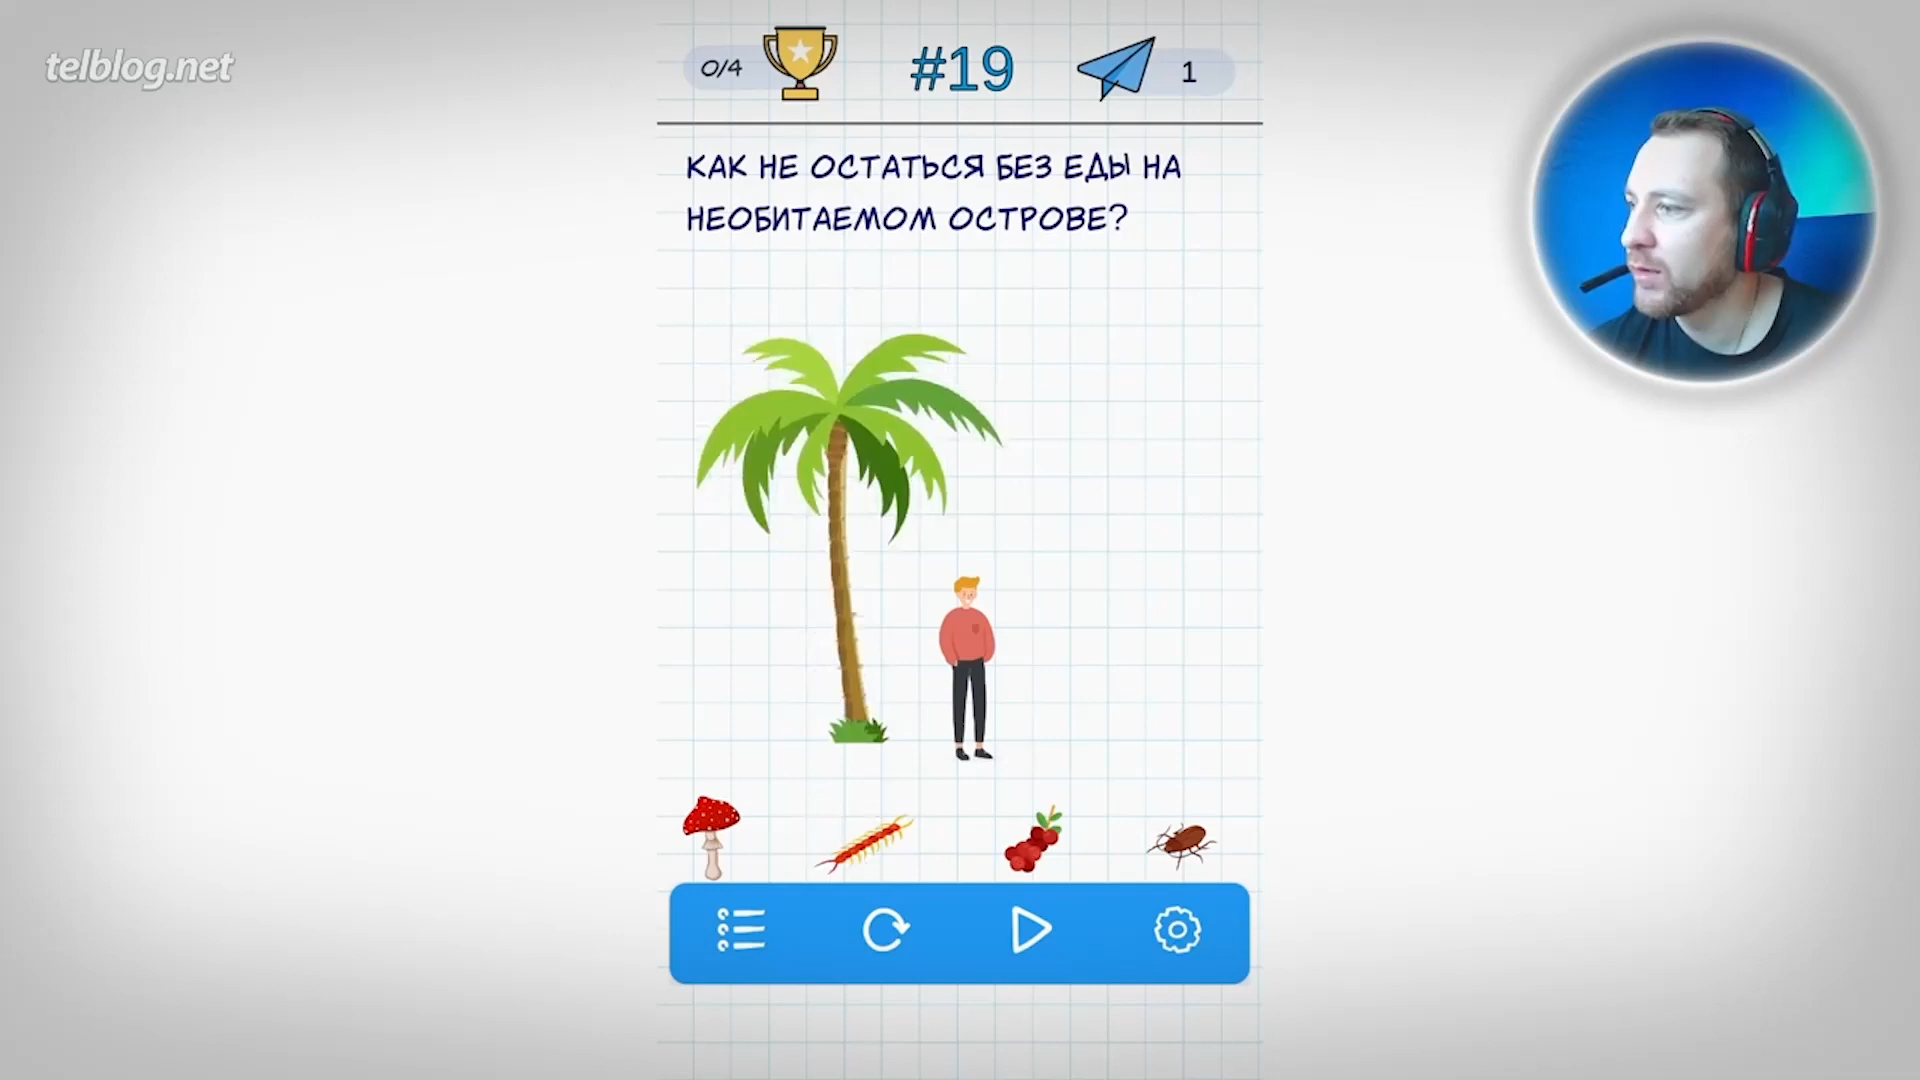 telblog.net
0/4
#19
1
КАК НЕ ОСТАТЬСЯ БЕЗ ЕДЫ НА
НЕОБИТАЕМОМ ОСТРОВЕ?